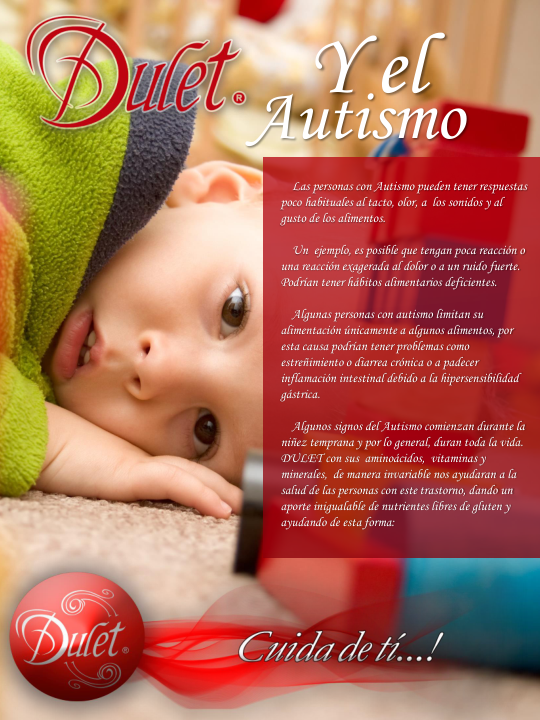 Dulet®
Y el
Autismo
Las personas con Autismo pueden tener respuestas
poco habituales al tacto, olor, a los sonidos y al
gusto de los alimentos.
Un ejemplo, es posible que tengan poca reacción o
una reacción exagerada al dolor o a un ruido fuerte.
Podrían tener hábitos alimentarios deficientes.
Algunas personas con autismo limitan su
alimentación únicamente a algunos alimentos, por
esta causa podrían tener problemas como
estreñimiento o diarrea crónica o a padecer
inflamación intestinal debido a la hipersensibilidad
gástrica.
Algunos signos del Autismo comienzan durante la
niñez temprana y por lo general, duran toda la vida.
DULET con sus aminoácidos, vitaminas y
minerales, de manera invariable nos ayudaran a la
salud de las personas con este trastorno, dando un
aporte inigualable de nutrientes libres de gluten y
ayudando de esta forma:
Dulet®
Cuida de tí...!